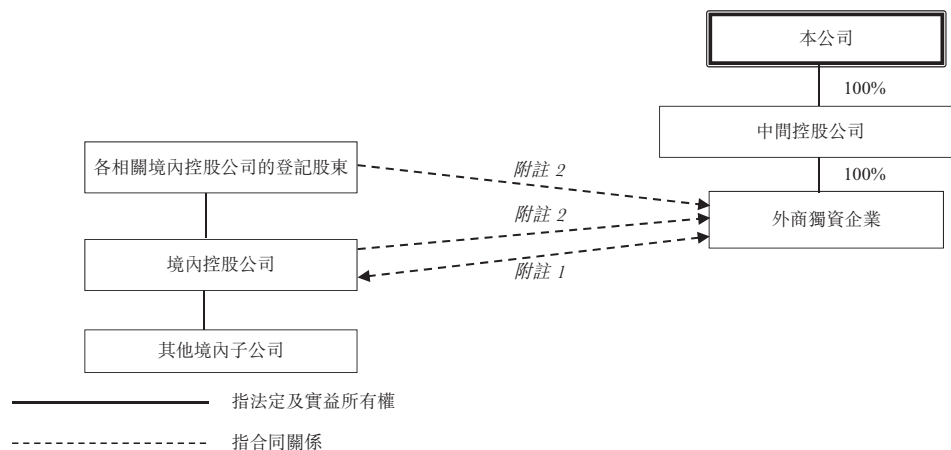 本公司
100%
中間控股公司
各相關境內控股公司的登記股東
附註 2
100%
附註 2
外商獨資企業
境內控股公司
附註 1
其他境內子公司
指法定及實益所有權
指合同關係